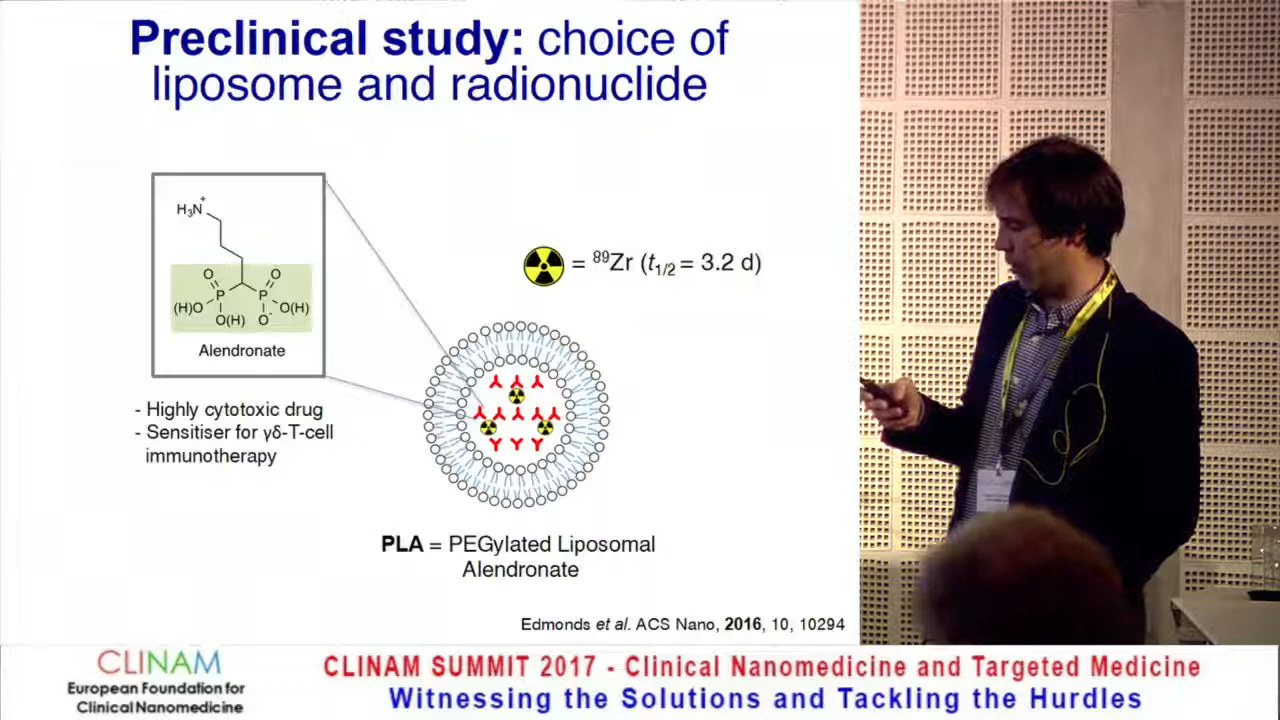 Preclinical study: choice of
liposome and radionuclide
H₃N⁺
O O
P P
(H)O O(H)
O(H) O⁻
Alendronate
- Highly cytotoxic drug
- Sensitiser for γδ-T-cell
immunotherapy
= ⁸⁹Zr (t1/2 = 3.2 d)
PLA = PEGylated Liposomal
Alendronate
Edmonds et al. ACS Nano, 2016, 10, 10294
CLINAM
European Foundation for
Clinical Nanomedicine
CLINAM SUMMIT 2017 - Clinical Nanomedicine and Targeted Medicine
Witnessing the Solutions and Tackling the Hurdles